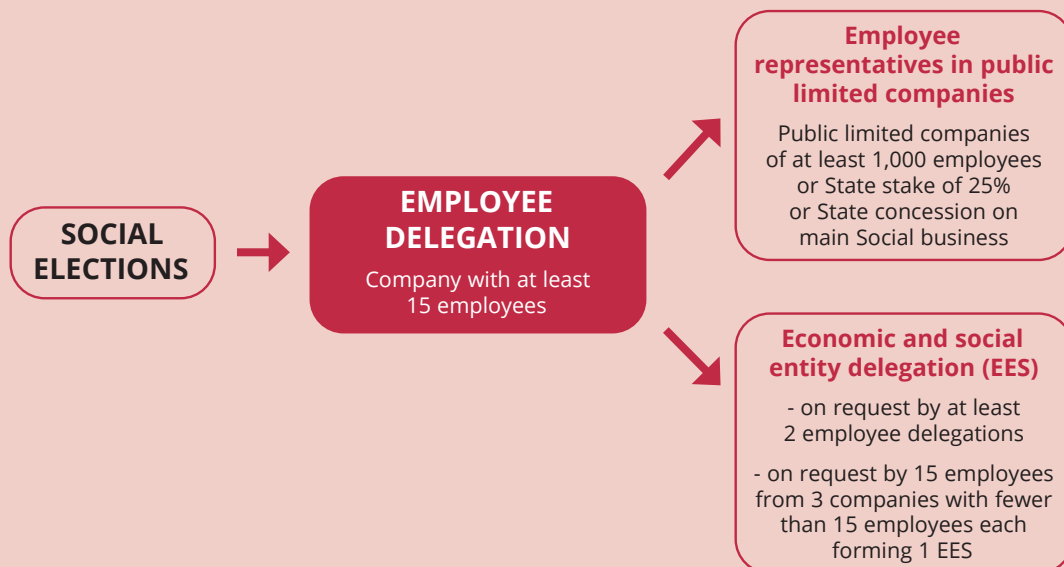 SOCIAL
ELECTIONS
EMPLOYEE
DELEGATION
Company with at least
15 employees
Employee
representatives in public
limited companies
Public limited companies
of at least 1,000 employees
or State stake of 25%
or State concession on
main Social business
Economic and social
entity delegation (EES)
- on request by at least
2 employee delegations
- on request by 15 employees
from 3 companies with fewer
than 15 employees each
forming 1 EES